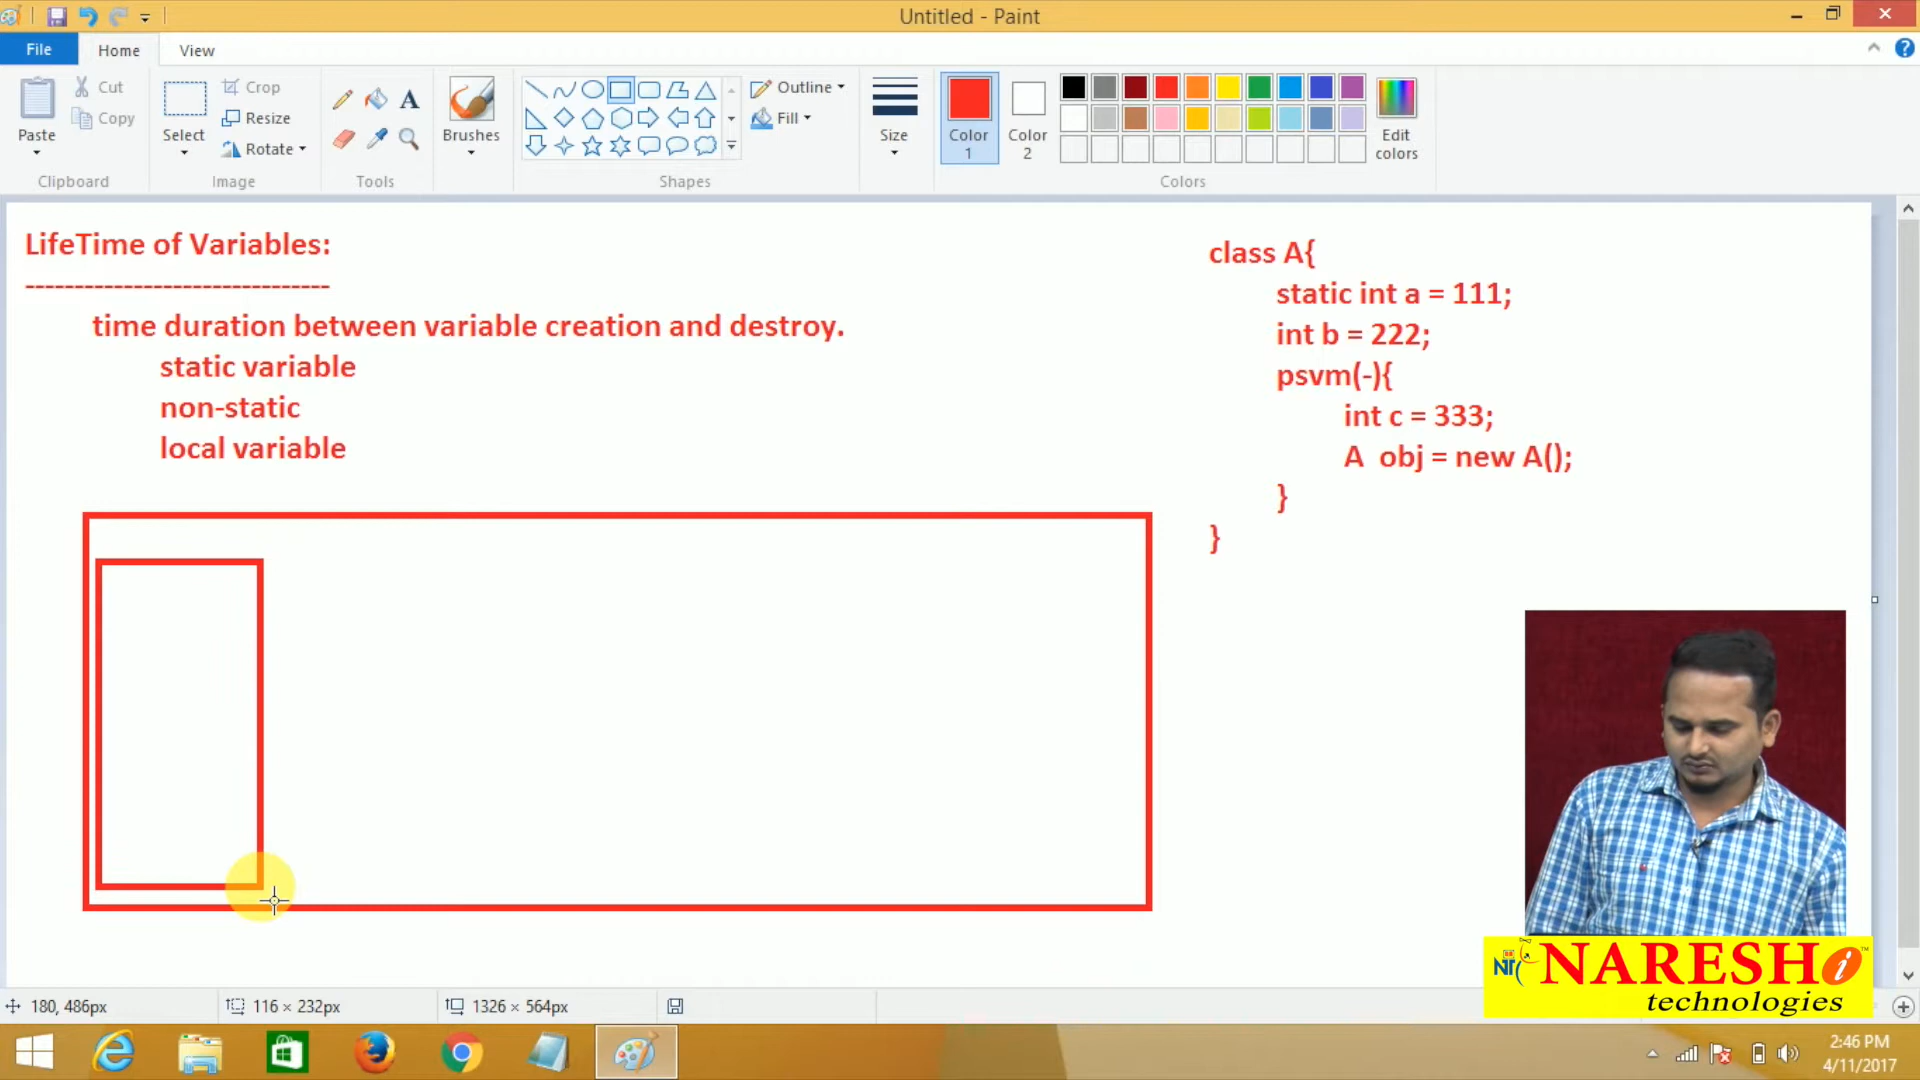 Untitled - Paint
File Home View
Paste
Cut
Copy
Clipboard
Select
Crop
Resize
Rotate
Image
Tools
Brushes
Shapes
Outline
Fill
Size
Color 1
Color 2
Edit colors
Colors
LifeTime of Variables:
-------------------------------
time duration between variable creation and destroy.
static variable
non-static
local variable
class A{
static int a = 111;
int b = 222;
psvm(-){
int c = 333;
A obj = new A();
}
}
NT
NARESH i ™
technologies
180, 486px 116 × 232px 1326 × 564px
2:46 PM
4/11/2017